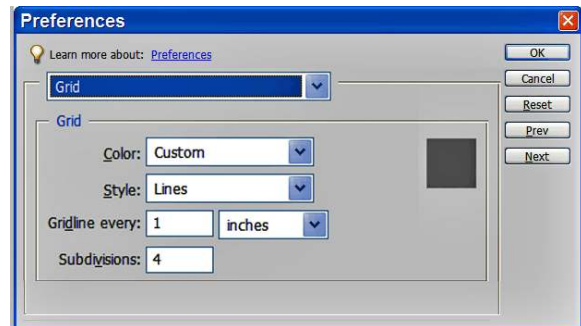 Preferences
Learn more about: Preferences
OK
Grid
Cancel
Reset
Grid
Prev
Color: Custom
Next
Style: Lines
Gridline every: 1 inches
Subdivisions: 4